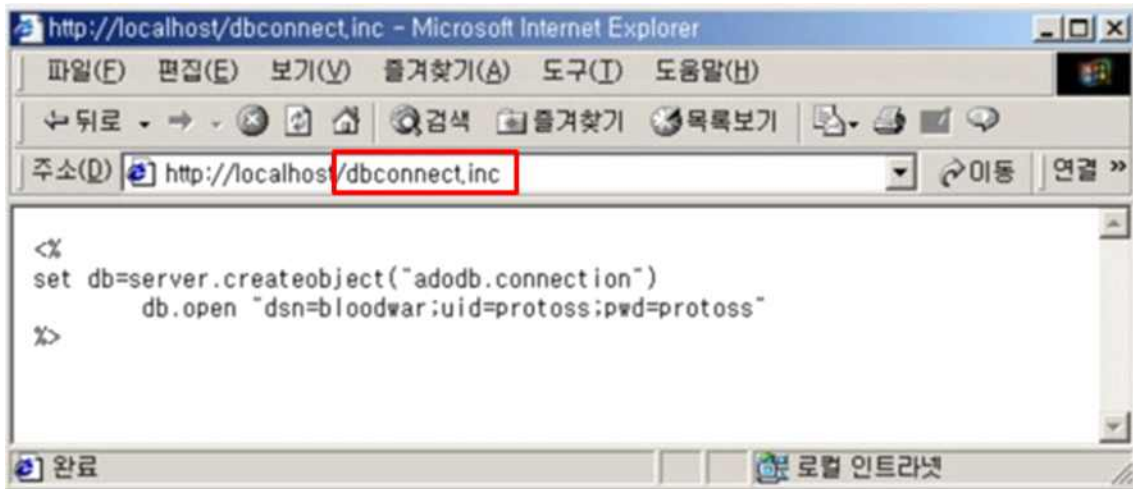 http://localhost/dbconnect.inc - Microsoft Internet Explorer
파일(F) 편집(E) 보기(V) 즐겨찾기(A) 도구(T) 도움말(H)
뒤로 검색 즐겨찾기 목록보기
주소(D) http://localhost/dbconnect.inc 이동 연결 »
<%
set db=server.createobject("adodb.connection")
db.open "dsn=bloodwar;uid=protoss;pwd=protoss"
%>
완료 로컬 인트라넷